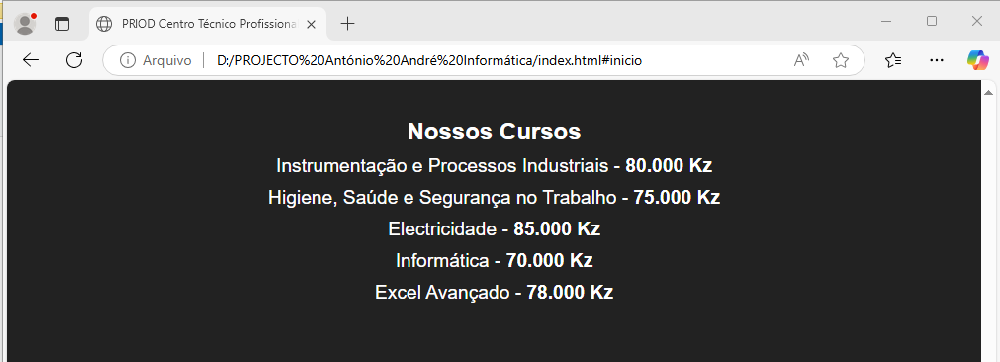 PRIOD Centro Técnico Profissiona
Arquivo D:/PROJECTO%20António%20André%20Informática/index.html#inicio
Nossos Cursos
Instrumentação e Processos Industriais - 80.000 Kz
Higiene, Saúde e Segurança no Trabalho - 75.000 Kz
Electricidade - 85.000 Kz
Informática - 70.000 Kz
Excel Avançado - 78.000 Kz